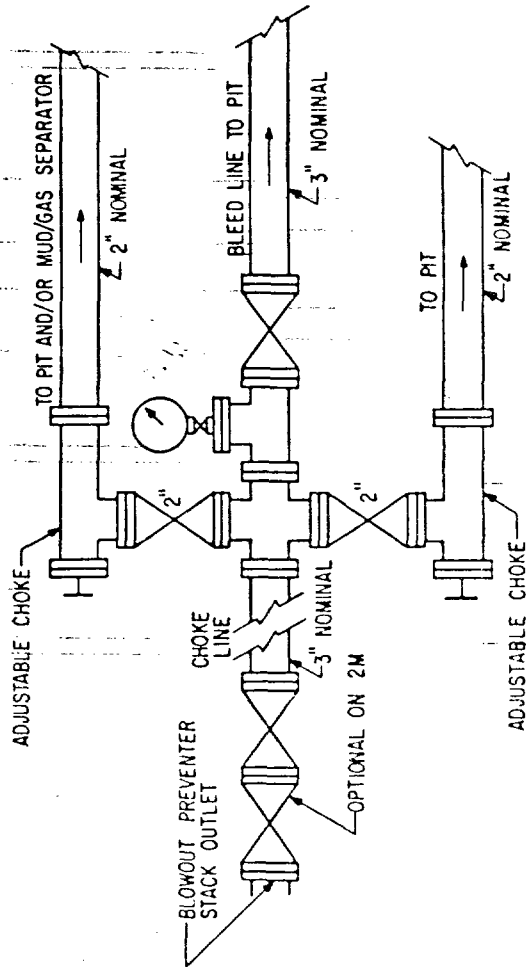 ADJUSTABLE CHOKE
TO PIT AND/OR MUD/GAS SEPARATOR
2" NOMINAL
BLOWOUT PREVENTER
STACK OUTLET
CHOKE
LINE
2"
BLEED LINE TO PIT
3" NOMINAL
3" NOMINAL
OPTIONAL ON 2M
2"
TO PIT
2" NOMINAL
ADJUSTABLE CHOKE